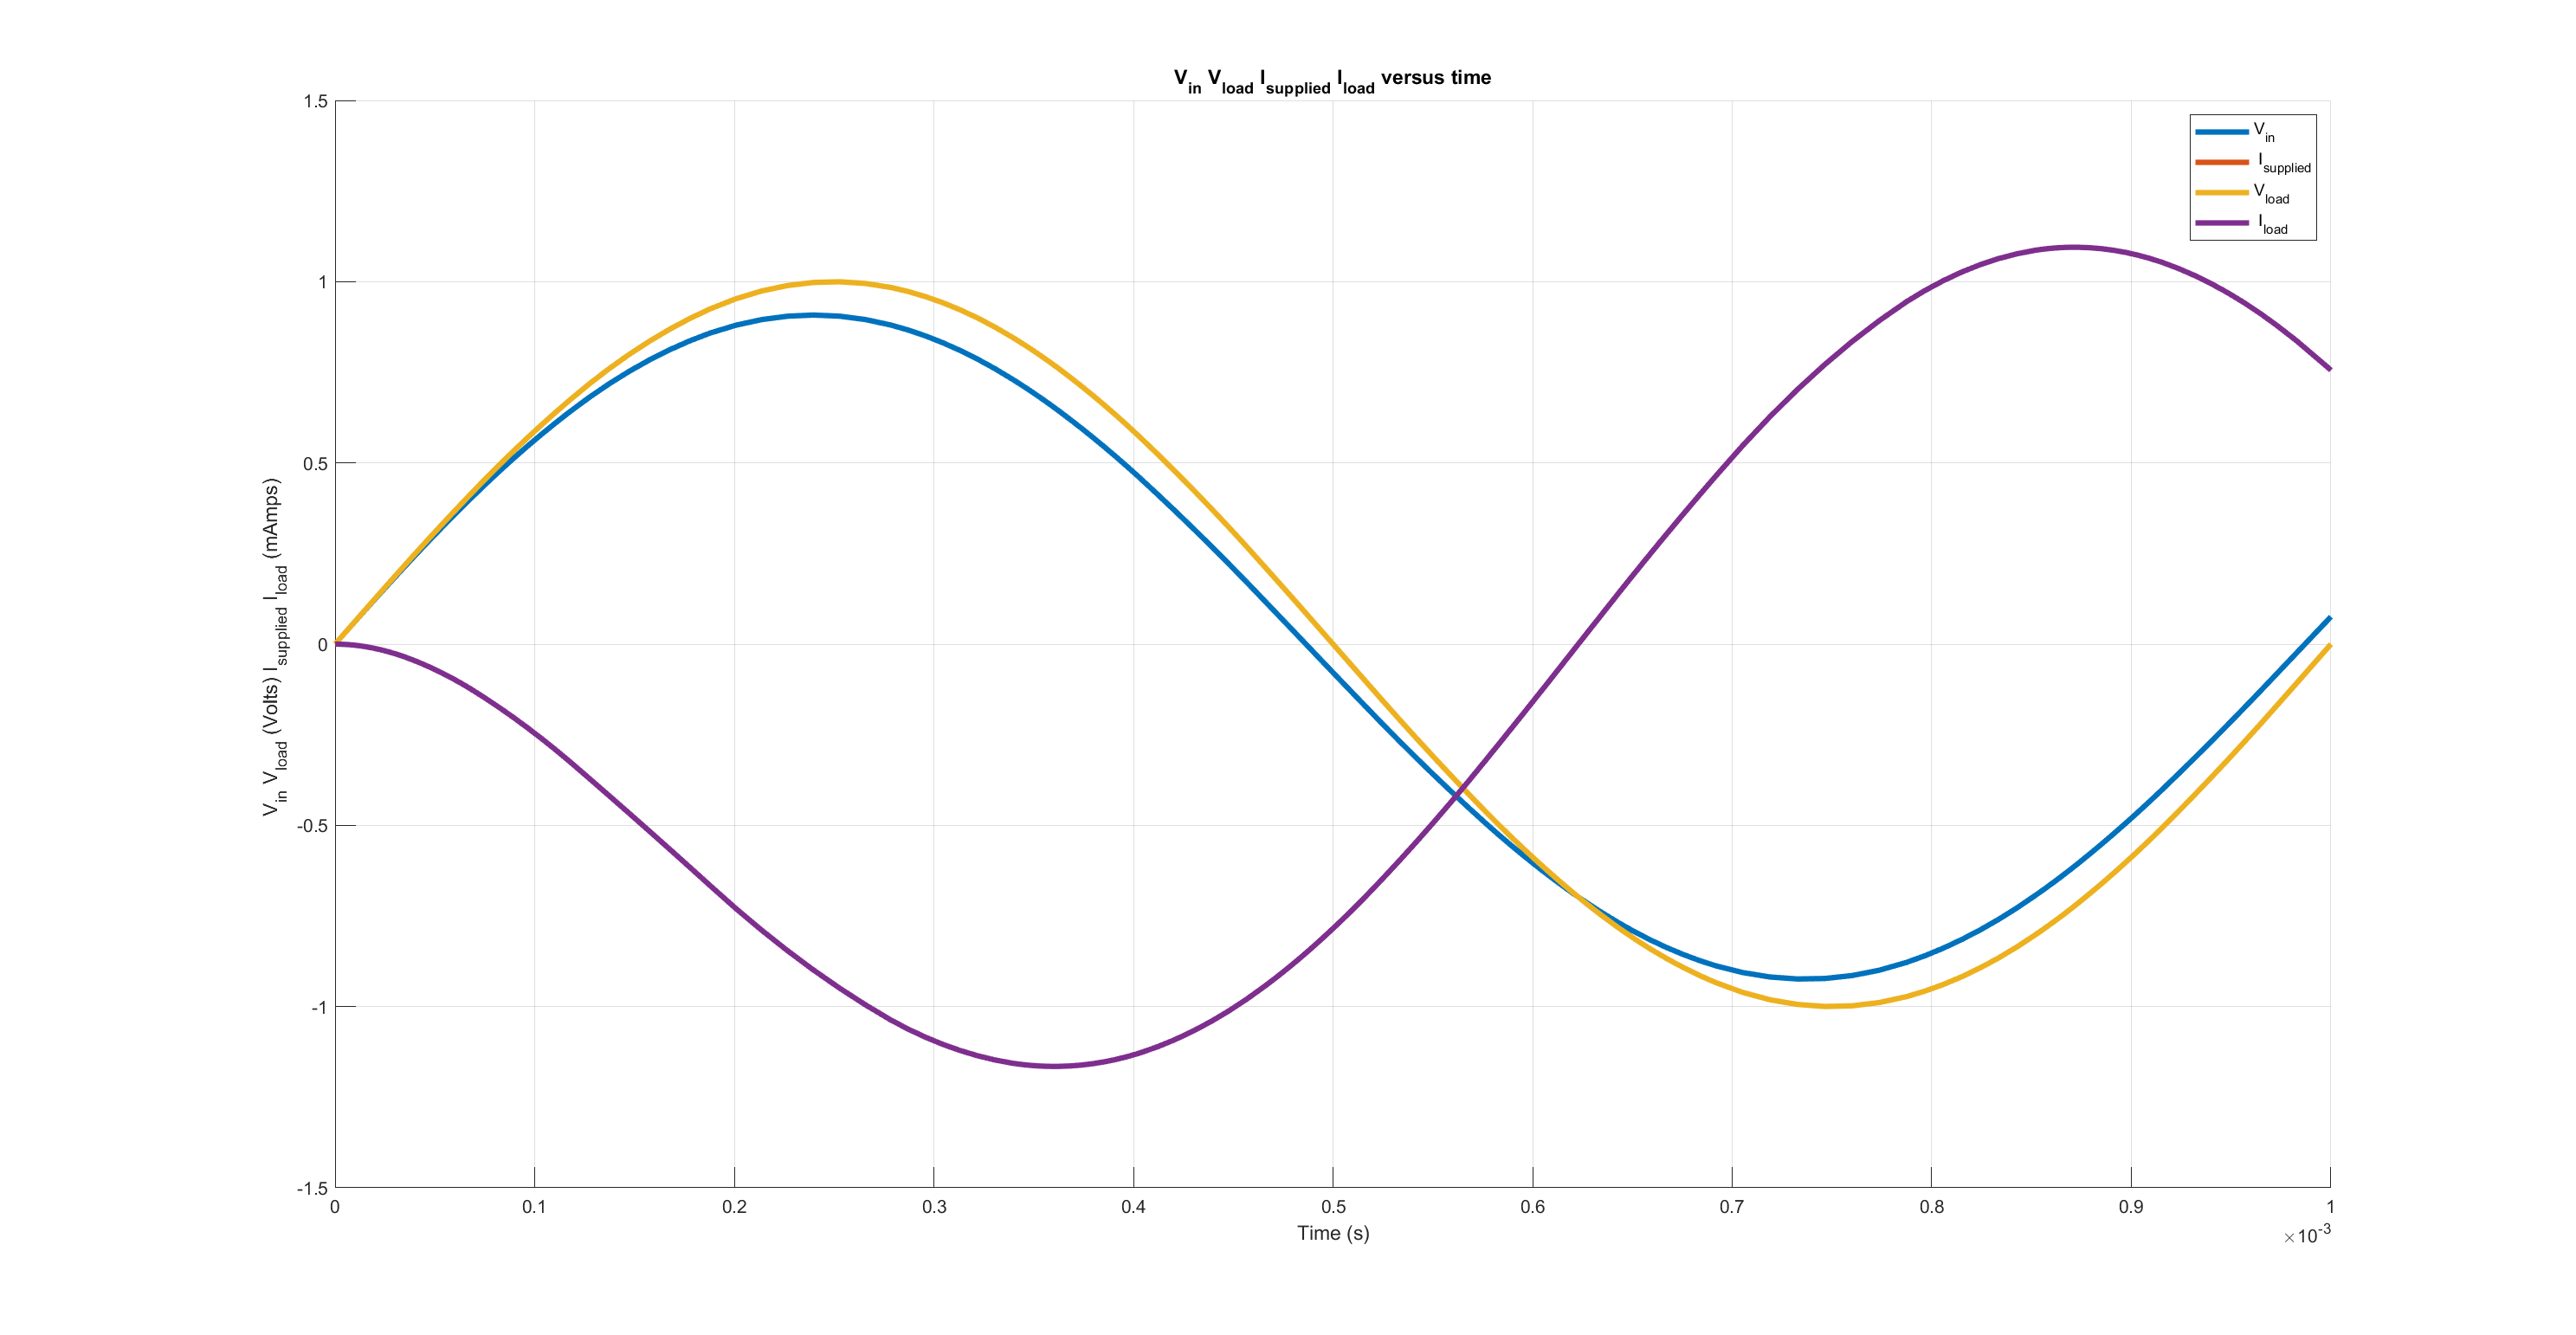 V_in V_load I_supplied I_load versus time
V_in
I_supplied
V_load
I_load
V_in V_load (Volts) I_supplied I_load (mAmps)
1.5
1
0.5
0
-0.5
-1
-1.5
0 0.1 0.2 0.3 0.4 0.5 0.6 0.7 0.8 0.9 1
Time (s)
×10^-3